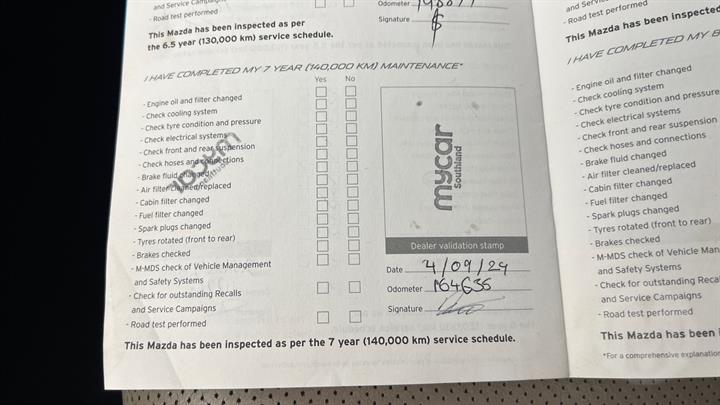 and Service
- Road test performed
This Mazda has been inspected as per
the 6.5 year (130,000 km) service schedule.
Odometer
Signature
I HAVE COMPLETED MY 7 YEAR (140,000 KM) MAINTENANCE*
Yes No
- Engine oil and filter changed
- Check cooling system
- Check tyre condition and pressure
- Check electrical systems
- Check front and rear suspension
- Check hoses and connections
- Brake fluid changed
- Air filter cleaned/replaced
- Cabin filter changed
- Fuel filter changed
- Spark plugs changed
- Tyres rotated (front to rear)
- Brakes checked
- M-MDS check of Vehicle Management
and Safety Systems
- Check for outstanding Recalls
and Service Campaigns
- Road test performed
This Mazda has been inspected as per the 7 year (140,000 km) service schedule.
mycar
Southland
mycar
Dealer validation stamp
Date 4/09/24
Odometer 164635
Signature
and
- Road test performed
This Mazda has been inspected
I HAVE COMPLETED MY
- Engine oil and filter changed
- Check cooling system
- Check tyre condition and pressure
- Check electrical systems
- Check front and rear suspension
- Check hoses and connections
- Brake fluid changed
- Air filter cleaned/replaced
- Cabin filter changed
- Fuel filter changed
- Spark plugs changed
- Tyres rotated (front to rear)
- Brakes checked
- M-MDS check of Vehicle
and Safety Systems
- Check for outstanding
and Service Campaigns
- Road test performed
This Mazda has been
*For a comprehensive